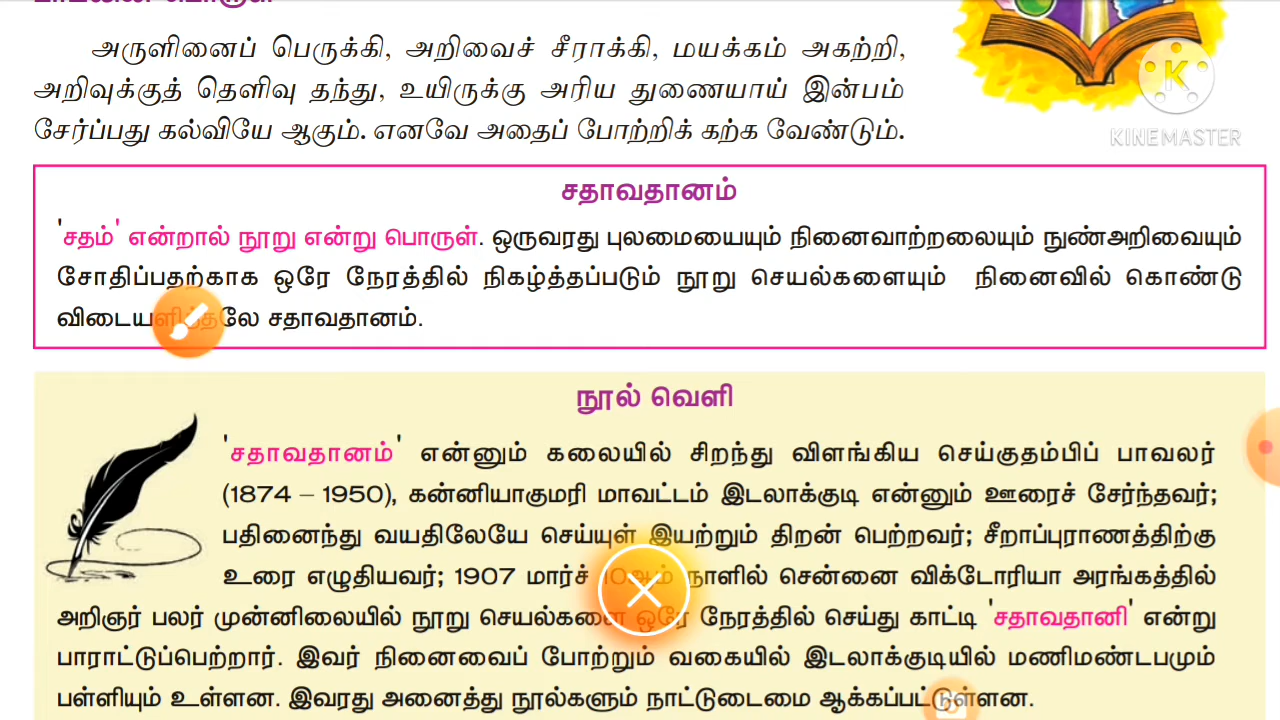 அருளினைப் பெருக்கி, அறிவைச் சீராக்கி, மயக்கம் அகற்றி,
அறிவுக்குத் தெளிவு தந்து, உயிருக்கு அரிய துணையாய் இன்பம்
சேர்ப்பது கல்வியே ஆகும். எனவே அதைப் போற்றிக் கற்க வேண்டும்.
K
KINEMASTER
சதாவதானம்
'சதம்' என்றால் நூறு என்று பொருள். ஒருவரது புலமையையும் நினைவாற்றலையும் நுண்அறிவையும்
சோதிப்பதற்காக ஒரே நேரத்தில் நிகழ்த்தப்படும் நூறு செயல்களையும் நினைவில் கொண்டு
விடையளித்தலே சதாவதானம்.
நூல் வெளி
'சதாவதானம்' என்னும் கலையில் சிறந்து விளங்கிய செய்குதம்பிப் பாவலர்
(1874 – 1950), கன்னியாகுமரி மாவட்டம் இடலாக்குடி என்னும் ஊரைச் சேர்ந்தவர்;
பதினைந்து வயதிலேயே செய்யுள் இயற்றும் திறன் பெற்றவர்; சீறாப்புராணத்திற்கு
உரை எழுதியவர்; 1907 மார்ச் 10ஆம் நாளில் சென்னை விக்டோரியா அரங்கத்தில்
அறிஞர் பலர் முன்னிலையில் நூறு செயல்களை ஒரே நேரத்தில் செய்து காட்டி 'சதாவதானி' என்று
பாராட்டுப்பெற்றார். இவர் நினைவைப் போற்றும் வகையில் இடலாக்குடியில் மணிமண்டபமும்
பள்ளியும் உள்ளன. இவரது அனைத்து நூல்களும் நாட்டுடைமை ஆக்கப்பட்டுள்ளன.